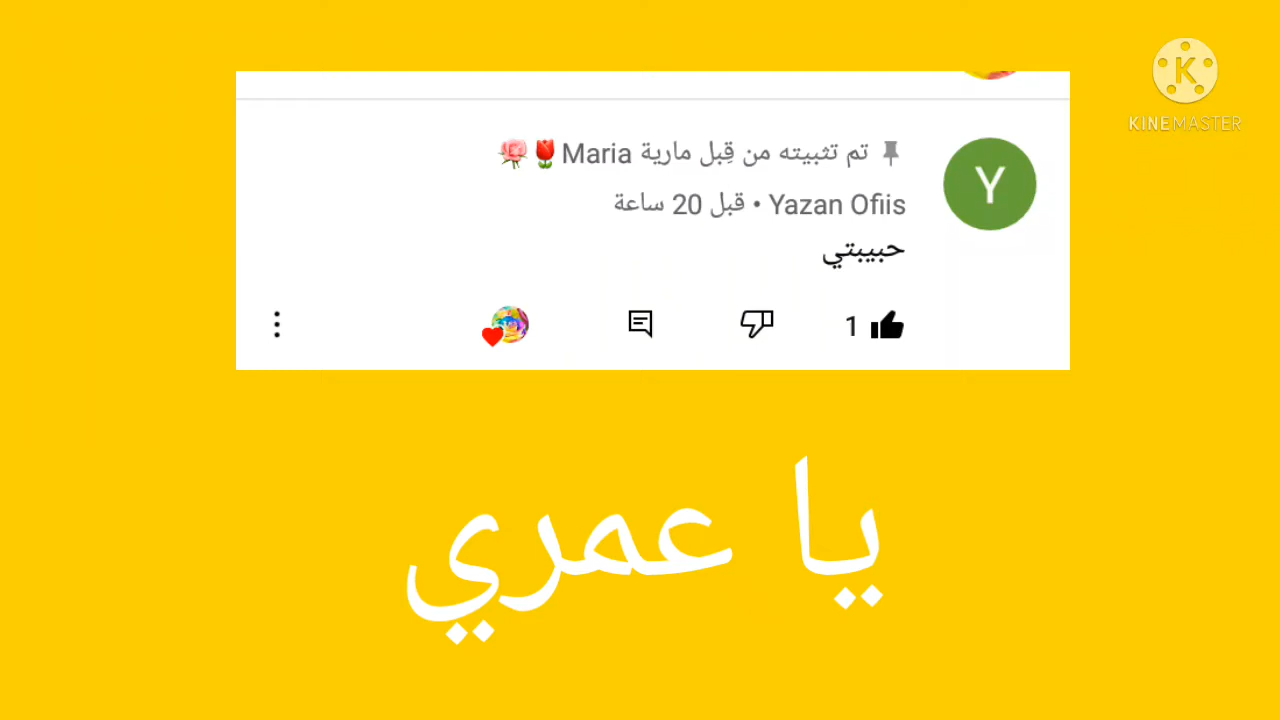 KINEMASTER
تم تثبيته من قِبل مارية Maria🌷🌹
Yazan Ofiis • قبل 20 ساعة
Y
حبيبتي
1
يا عمري